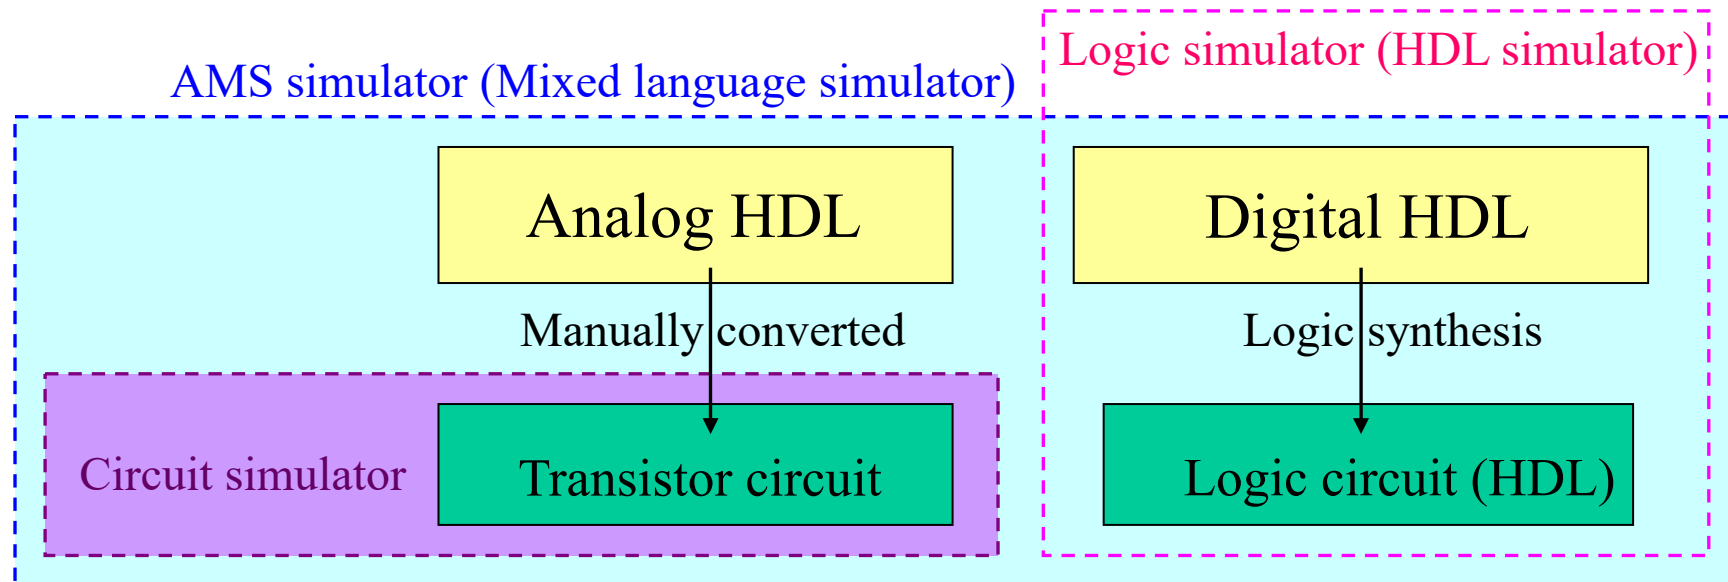 Logic simulator (HDL simulator)
AMS simulator (Mixed language simulator)
Analog HDL
Digital HDL
Manually converted
Logic synthesis
Circuit simulator
Transistor circuit
Logic circuit (HDL)